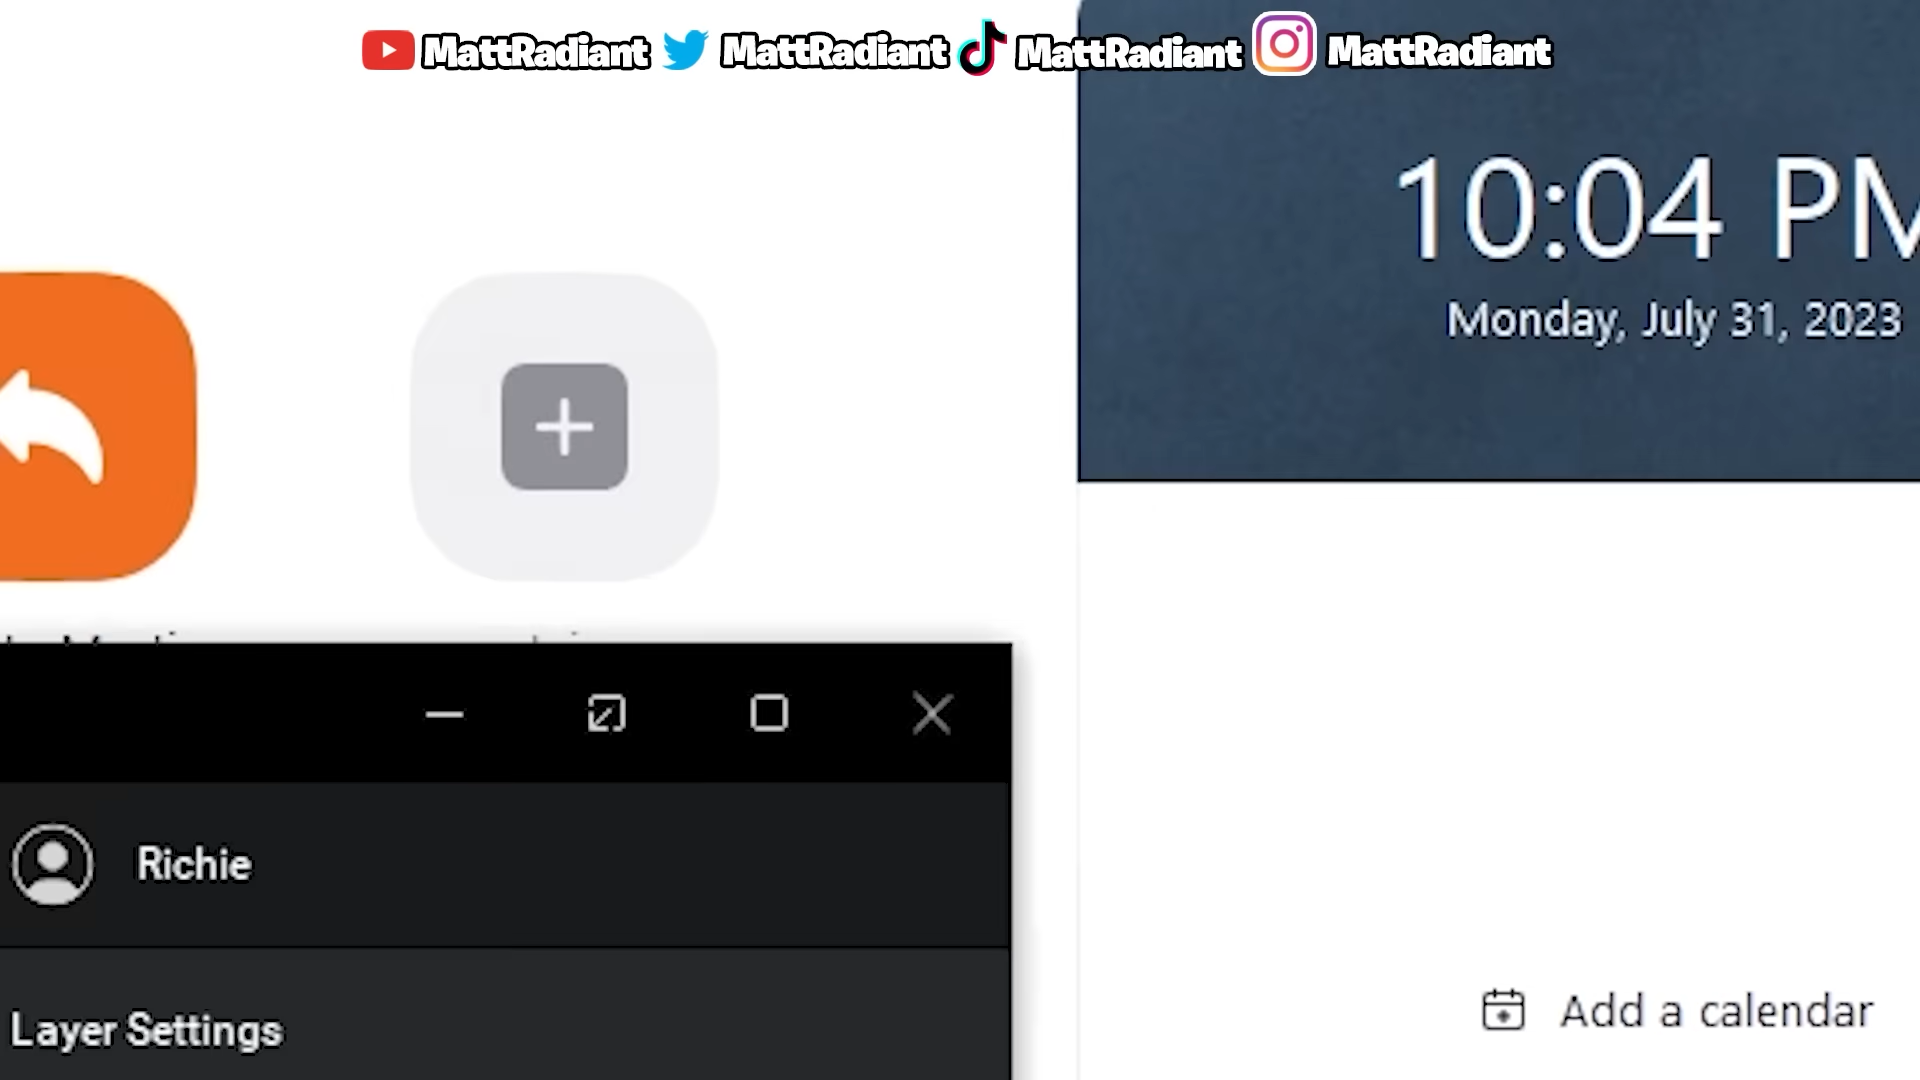 MattRadiant MattRadiant MattRadiant MattRadiant
10:04 PM
Monday, July 31, 2023
Richie
Layer Settings
Add a calendar